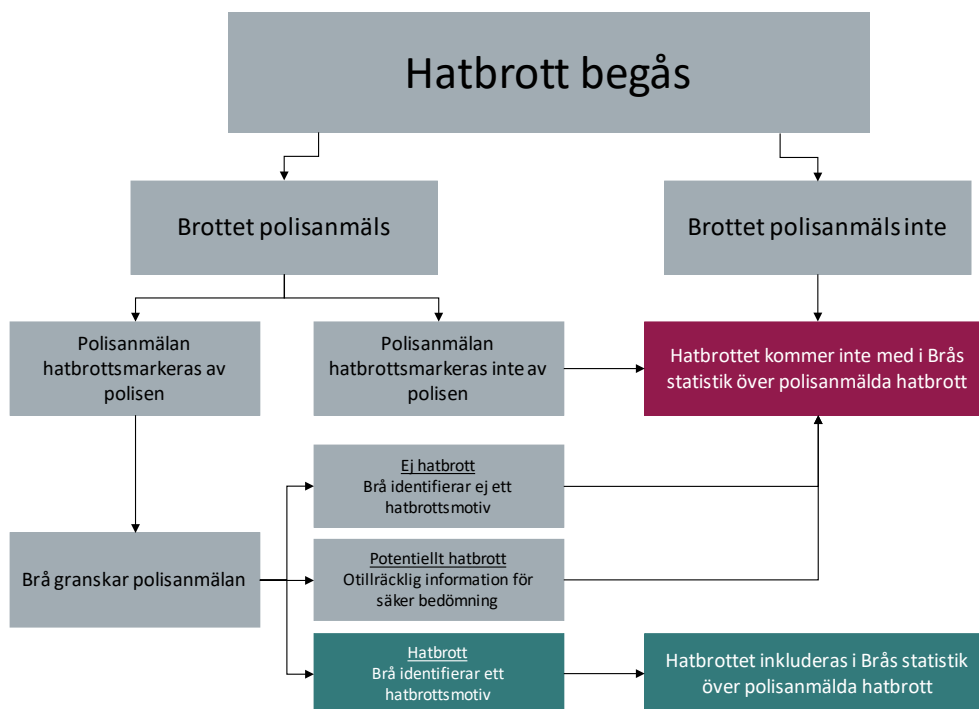 Hatbrott begås
Brottet polisanmäls
Brottet polisanmäls inte
Polisanmälan
hatbrottsmarkeras av
polisen
Polisanmälan
hatbrottsmarkeras inte av
polisen
Hatbrottet kommer inte med i Brås
statistik över polisanmälda hatbrott
Ej hatbrott
Brå identifierar ej ett
hatbrottsmotiv
Brå granskar polisanmälan
Potentiellt hatbrott
Otillräcklig information för
säker bedömning
Hatbrott
Brå identifierar ett
hatbrottsmotiv
Hatbrottet inkluderas i Brås statistik
över polisanmälda hatbrott